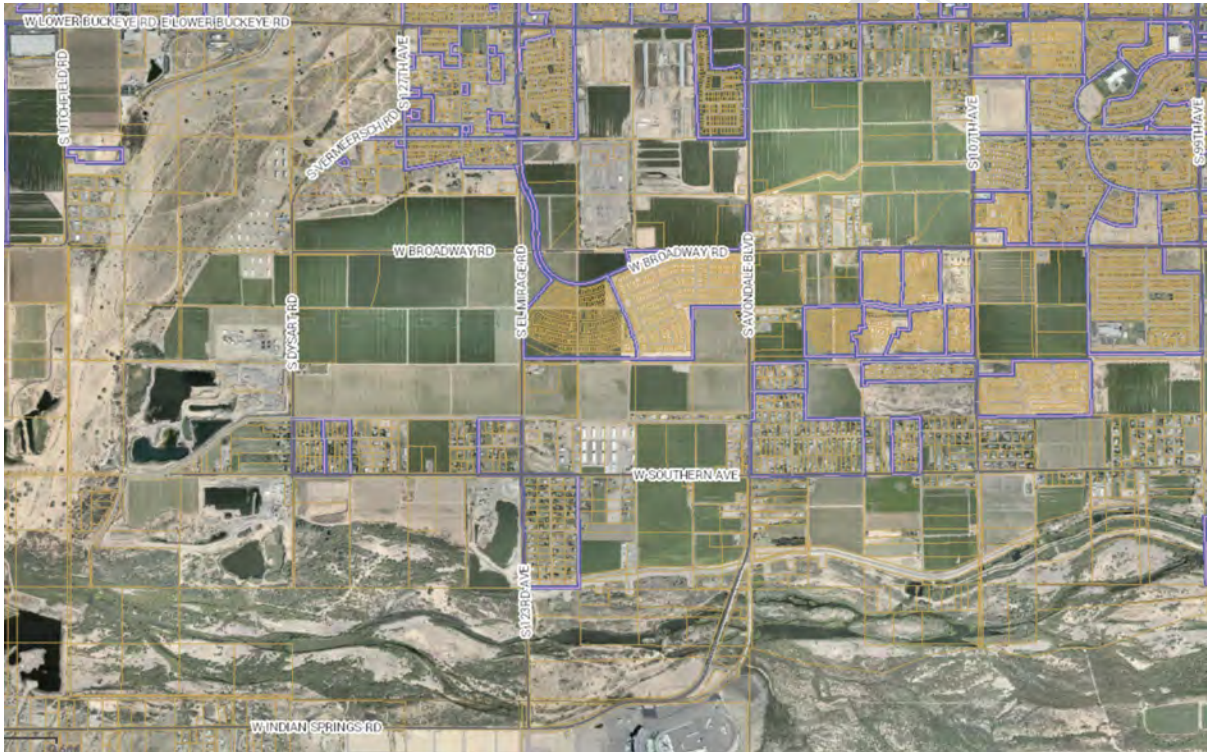 W LOWER BUCKEYE RD E LOWER BUCKEYE RD
S LITCHFIELD RD
S 127TH AVE
S VERMEERSCH RD
S 107TH AVE
S 99TH AVE
W BROADWAY RD
W BROADWAY RD
S EL MIRAGE RD
S AVONDALE BLVD
S DYSART RD
W SOUTHERN AVE
S 123RD AVE
W INDIAN SPRINGS RD